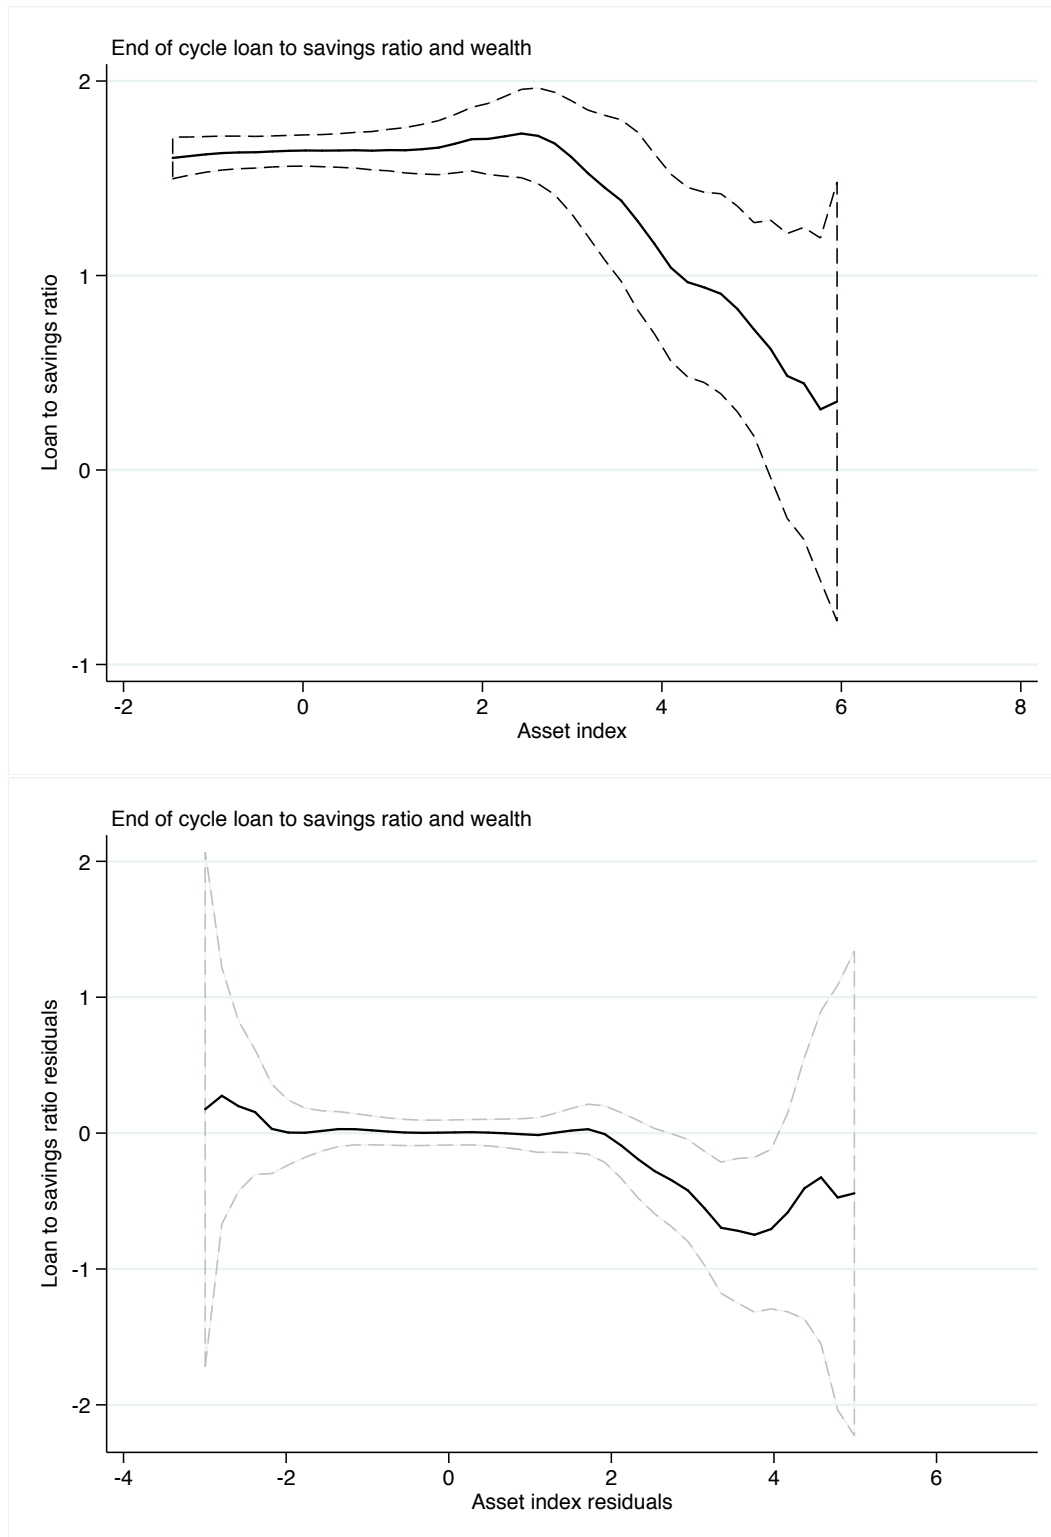 End of cycle loan to savings ratio and wealth
2
1
0
-1
Loan to savings ratio
-2 0 2 4 6 8
Asset index
End of cycle loan to savings ratio and wealth
2
1
0
-1
-2
Loan to savings ratio residuals
-4 -2 0 2 4 6
Asset index residuals